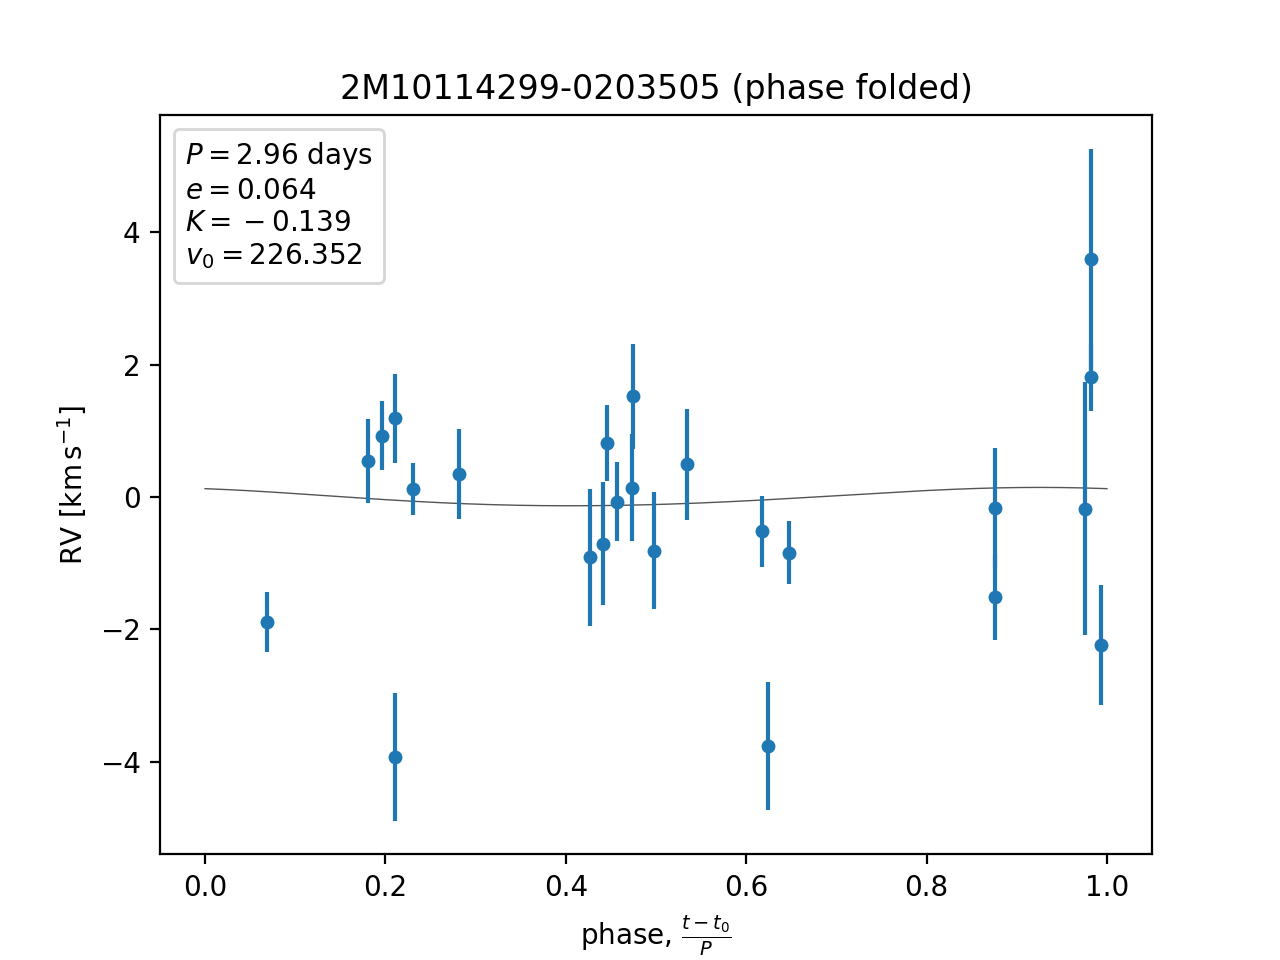 2M10114299-0203505 (phase folded)
P = 2.96 days
e = 0.064
K = −0.139
v₀ = 226.352
4
2
0
−2
−4
RV [km s⁻¹]
0.0 0.2 0.4 0.6 0.8 1.0
phase, (t − t₀)/P